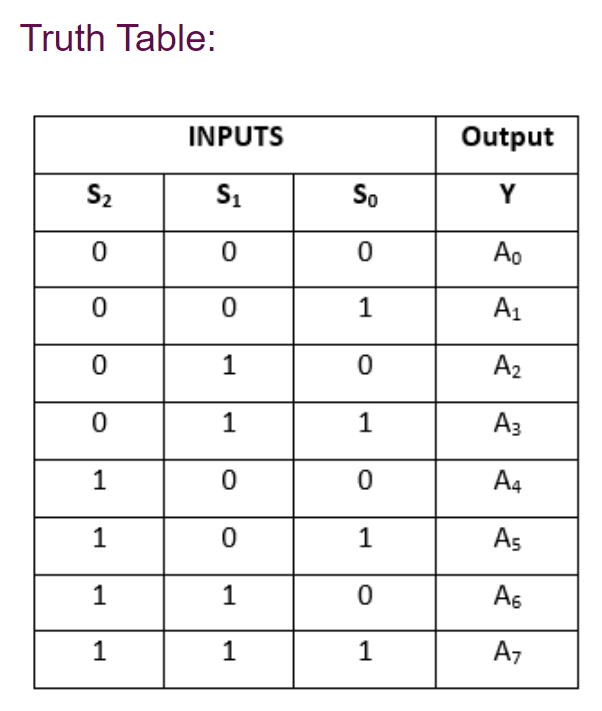 Truth Table:
INPUTS Output
S₂ S₁ S₀ Y
0 0 0 A₀
0 0 1 A₁
0 1 0 A₂
0 1 1 A₃
1 0 0 A₄
1 0 1 A₅
1 1 0 A₆
1 1 1 A₇